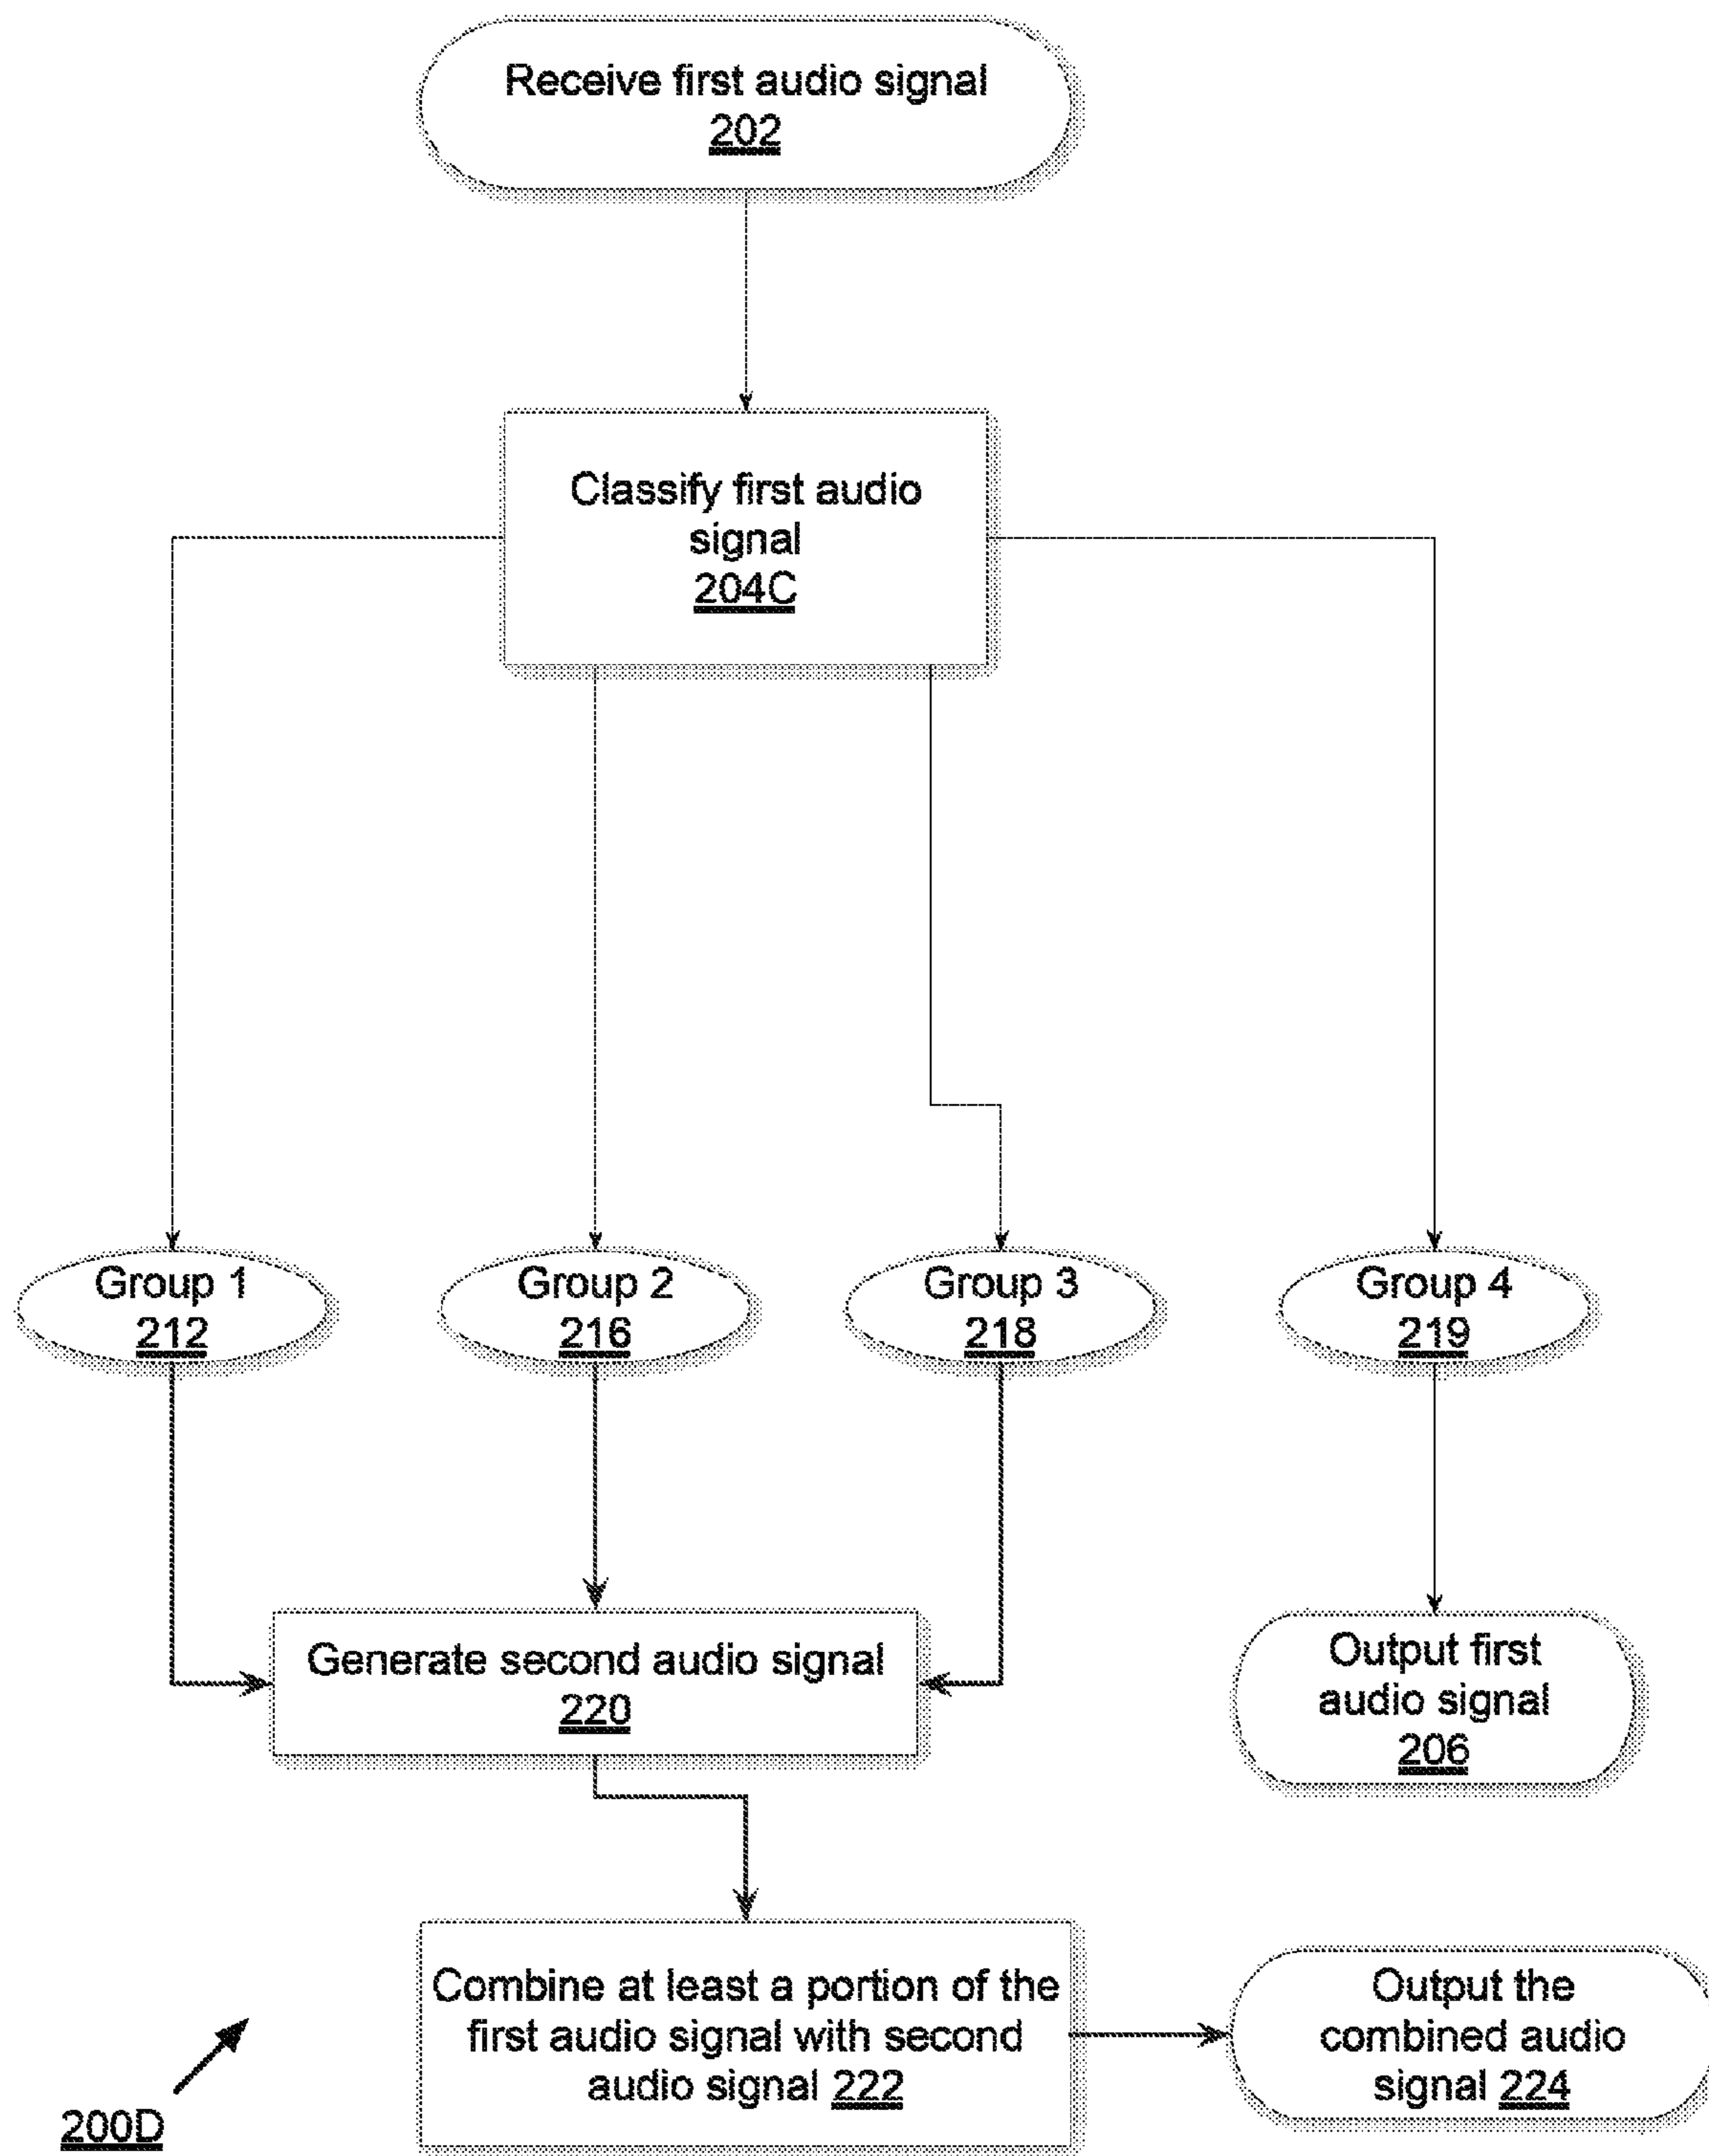 Receive first audio signal
202
Classify first audio
signal
204C
Group 1
212
Group 2
216
Group 3
218
Group 4
219
Generate second audio signal
220
Output first
audio signal
206
Combine at least a portion of the
first audio signal with second
audio signal 222
Output the
combined audio
signal 224
200D